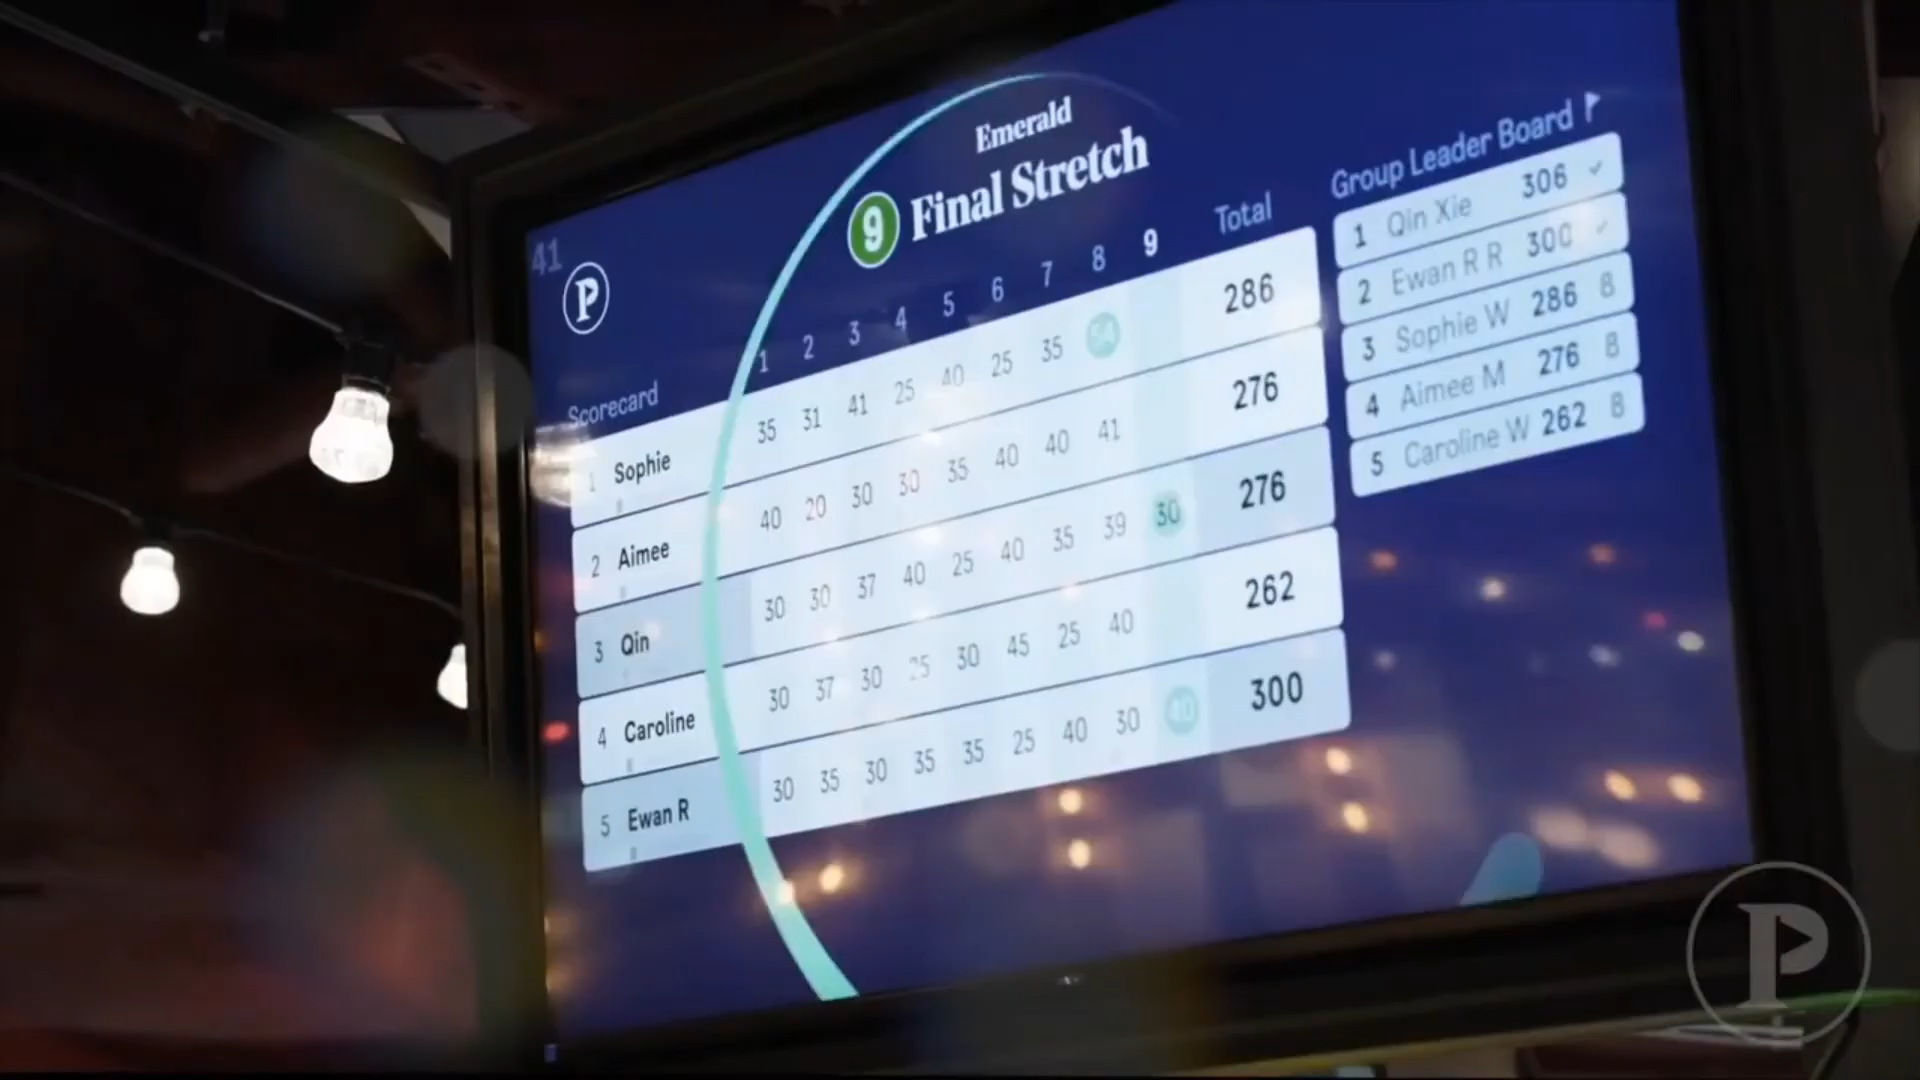 41
P
Emerald
9 Final Stretch
Scorecard 1 2 3 4 5 6 7 8 9 Total
1 Sophie 35 31 41 25 40 25 35 54 286
2 Aimee 40 20 30 30 35 40 40 41 276
3 Qin 30 30 37 40 25 40 35 39 30 276
4 Caroline 30 37 30 25 30 45 25 40 262
5 Ewan R 30 35 30 35 35 25 40 30 40 300
Group Leader Board
1 Qin Xie 306
2 Ewan R R 300
3 Sophie W 286 8
4 Aimee M 276 8
5 Caroline W 262 8
P